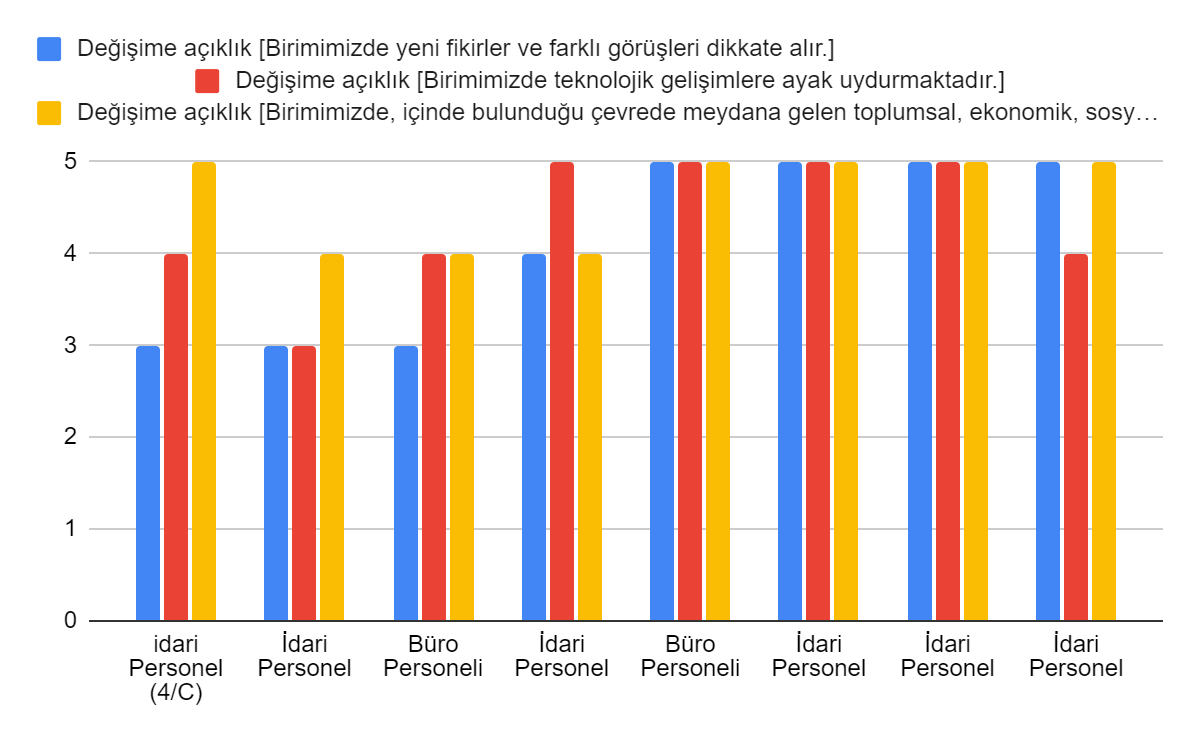 Değişime açıklık [Birimimizde yeni fikirler ve farklı görüşleri dikkate alır.]
Değişime açıklık [Birimimizde teknolojik gelişimlere ayak uydurmaktadır.]
Değişime açıklık [Birimimizde, içinde bulunduğu çevrede meydana gelen toplumsal, ekonomik, sosy…
5
4
3
2
1
0
idari Personel (4/C)
İdari Personel
Büro Personeli
İdari Personel
Büro Personeli
İdari Personel
İdari Personel
İdari Personel